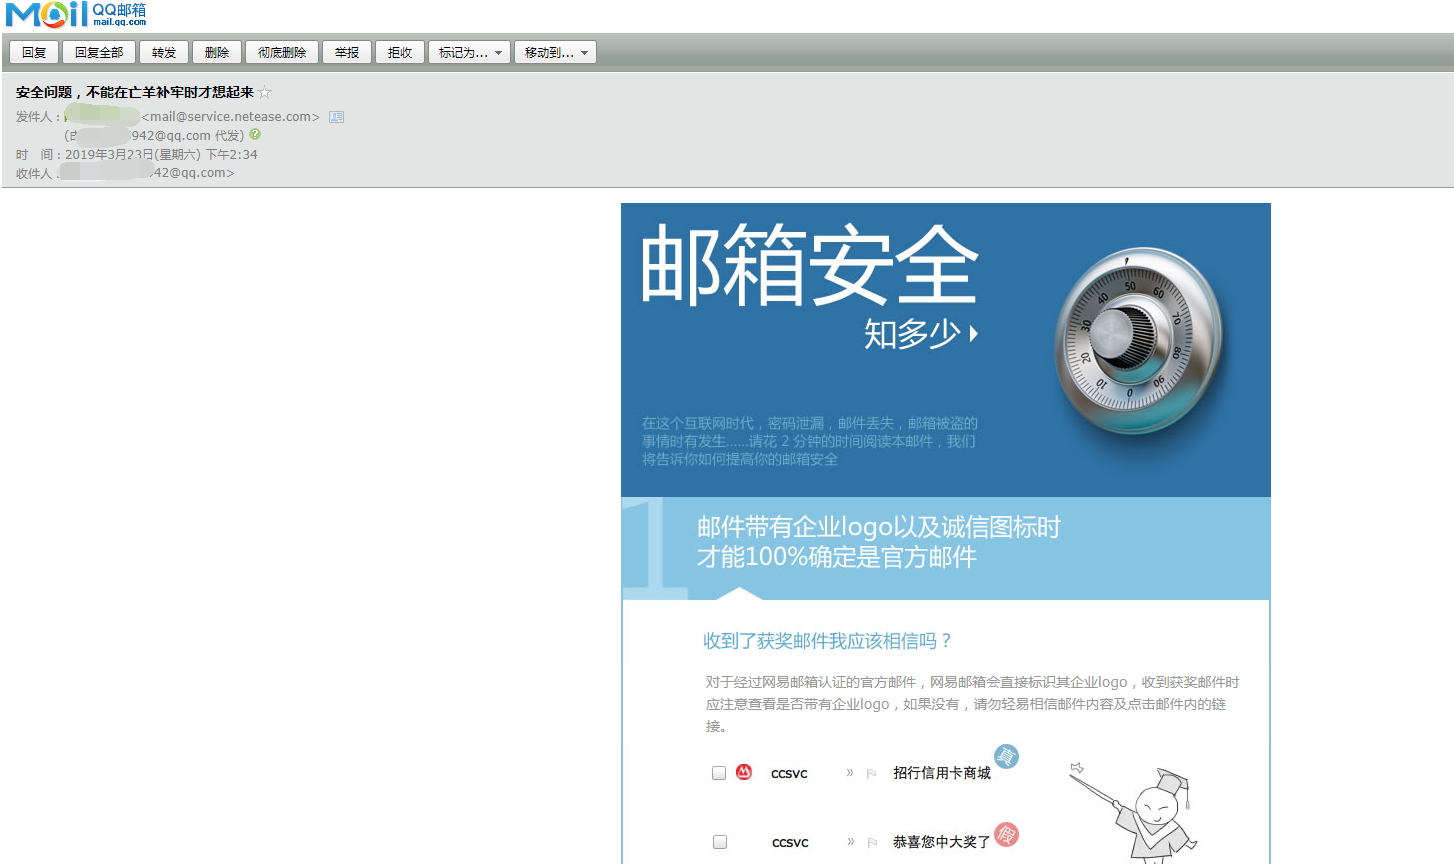 MAil QQ邮箱
mail.qq.com
回复 回复全部 转发 删除 彻底删除 举报 拒收 标记为... 移动到...
安全问题，不能在亡羊补牢时才想起来
发件人： <mail@service.netease.com>
(由 942@qq.com 代发) ?
时 间：2019年3月23日(星期六) 下午2:34
收件人 42@qq.com>
邮箱安全
知多少
50 60 70 80 90 0 10 20 30 40
在这个互联网时代，密码泄漏，邮件丢失，邮箱被盗的
事情时有发生……请花 2 分钟的时间阅读本邮件，我们
将告诉你如何提高你的邮箱安全
1
邮件带有企业logo以及诚信图标时
才能100%确定是官方邮件
收到了获奖邮件我应该相信吗？
对于经过网易邮箱认证的官方邮件，网易邮箱会直接标识其企业logo，收到获奖邮件时
应注意查看是否带有企业logo，如果没有，请勿轻易相信邮件内容及点击邮件内的链
接。
ccsvc » 招行信用卡商城 真
ccsvc » 恭喜您中大奖了 假